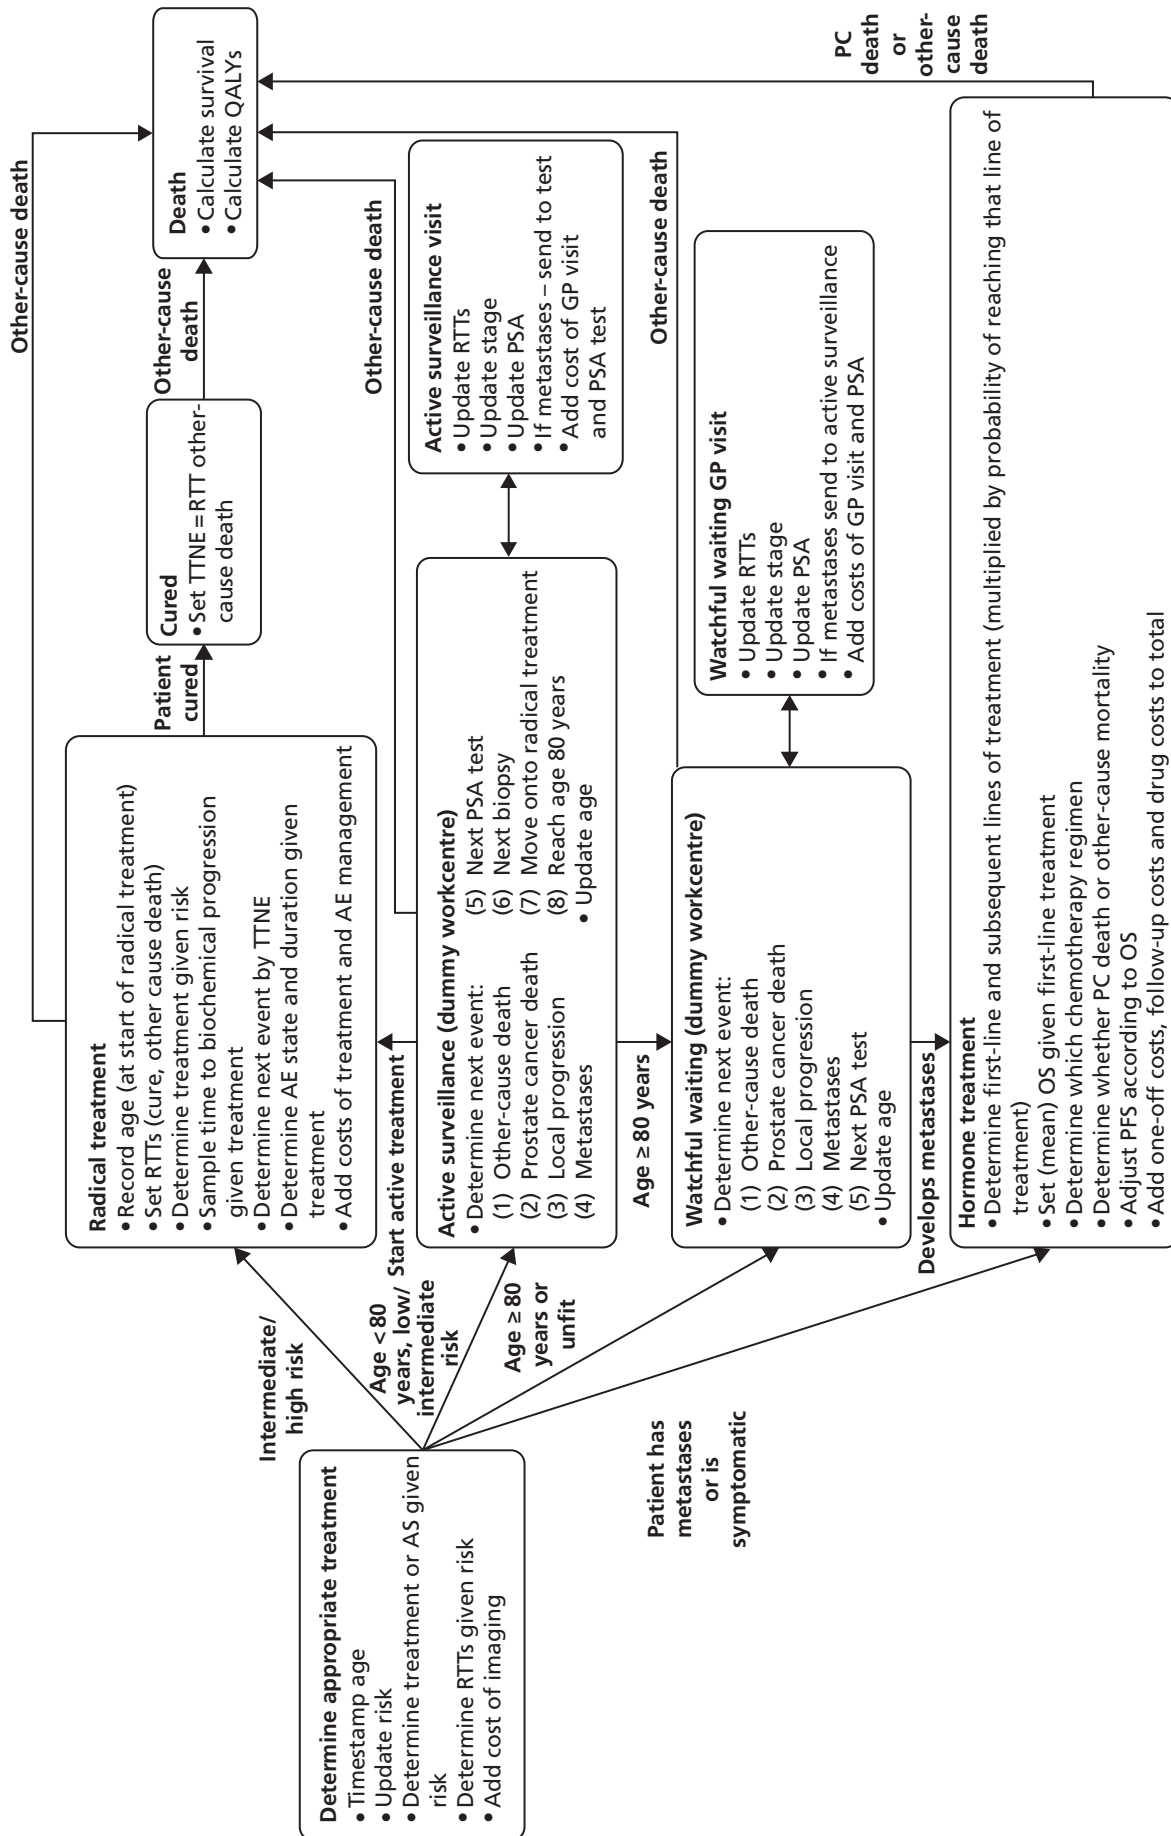 Determine appropriate treatment
• Timestamp age
• Update risk
• Determine treatment or AS given
risk
• Determine RTTs given risk
• Add cost of imaging
Intermediate/
high risk
Age <80
years, low/
intermediate
risk
Age ≥ 80
years or
unfit
Patient has
metastases
or is
symptomatic
Radical treatment
• Record age (at start of radical treatment)
• Set RTTs (cure, other cause death)
• Determine treatment given risk
• Sample time to biochemical progression
given treatment
• Determine next event by TTNE
• Determine AE state and duration given
treatment
• Add costs of treatment and AE management
Start active treatment
Active surveillance (dummy workcentre)
• Determine next event:
(1) Other-cause death
(2) Prostate cancer death
(3) Local progression
(4) Metastases
(5) Next PSA test
(6) Next biopsy
(7) Move onto radical treatment
(8) Reach age 80 years
• Update age
Age ≥ 80 years
Watchful waiting (dummy workcentre)
• Determine next event:
(1) Other-cause death
(2) Prostate cancer death
(3) Local progression
(4) Metastases
(5) Next PSA test
• Update age
Develops metastases
Hormone treatment
• Determine first-line and subsequent lines of treatment (multiplied by probability of reaching that line of
treatment)
• Set (mean) OS given first-line treatment
• Determine which chemotherapy regimen
• Determine whether PC death or other-cause mortality
• Adjust PFS according to OS
• Add one-off costs, follow-up costs and drug costs to total
Patient
cured
Cured
• Set TTNE=RTT other-
cause death
Other-cause
death
Active surveillance visit
• Update RTTs
• Update stage
• Update PSA
• If metastases – send to test
• Add cost of GP visit
and PSA test
Watchful waiting GP visit
• Update RTTs
• Update stage
• Update PSA
• If metastases send to active surveillance
• Add costs of GP visit and PSA
Other-cause death
Other-cause death
Other-cause death
Death
• Calculate survival
• Calculate QALYs
PC
death
or
other-
cause
death